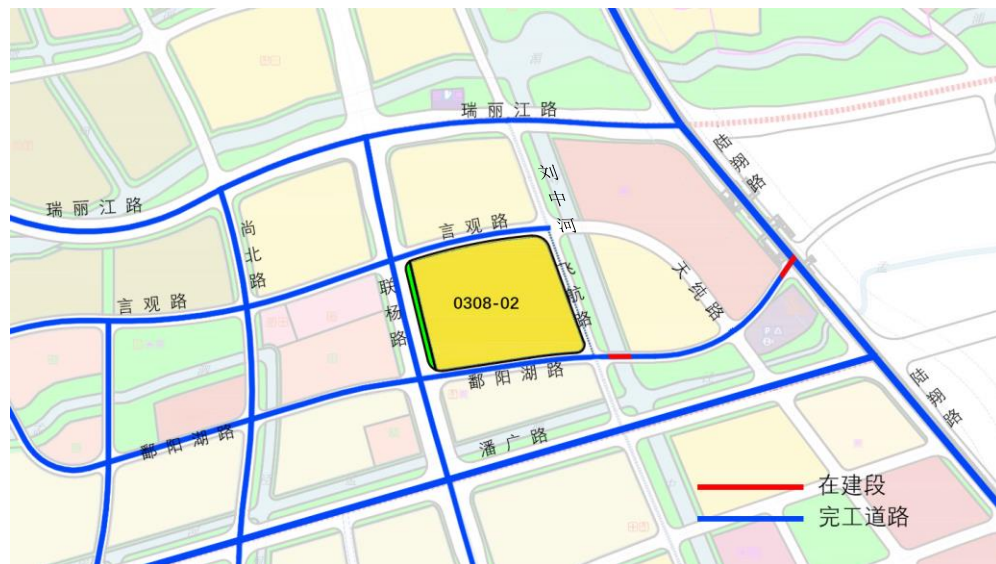 瑞丽江路
陆翔路
刘中河
瑞丽江路
尚北路
言观路
天纯路
飞航路
联杨路
0308-02
言观路
鄱阳湖路
陆翔路
潘广路
鄱阳湖路
在建段
完工道路